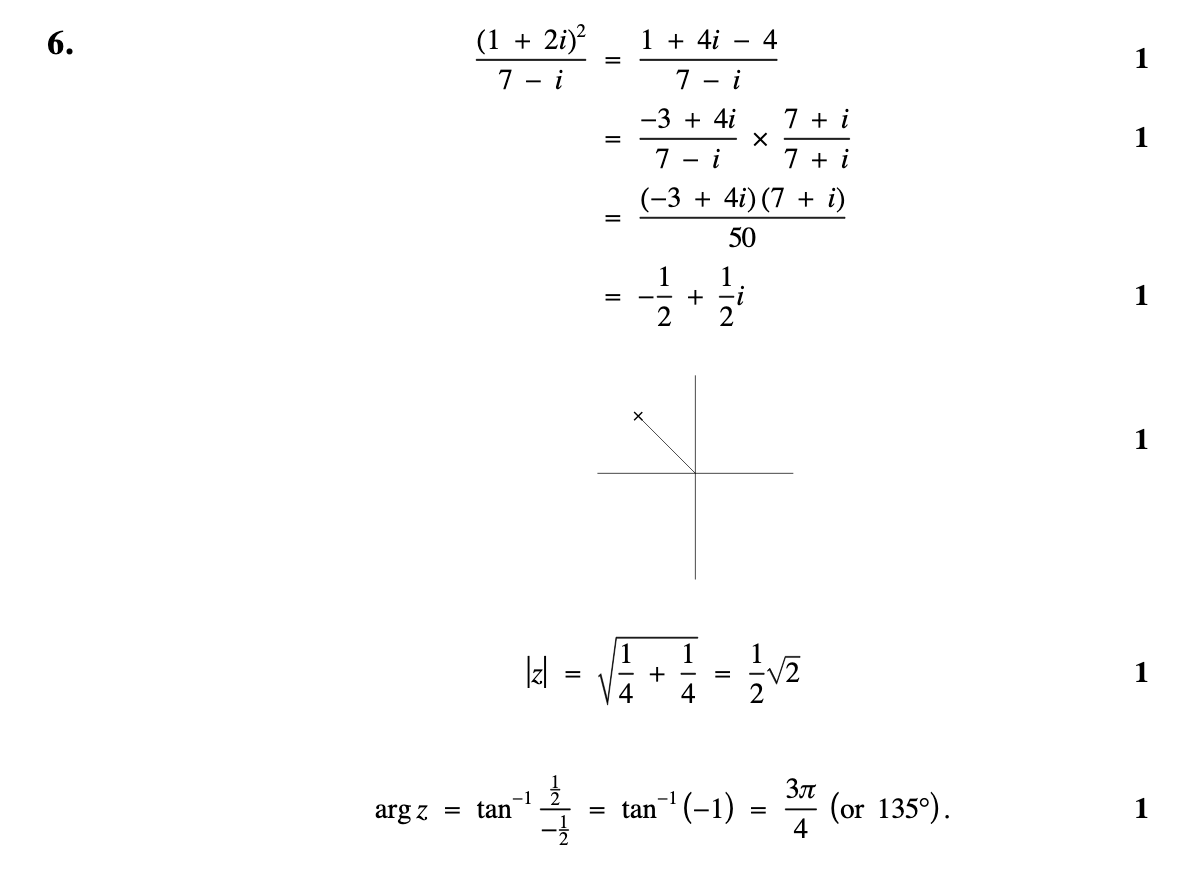 6. (1 + 2i)²/(7 − i) = (1 + 4i − 4)/(7 − i) 1
= (−3 + 4i)/(7 − i) × (7 + i)/(7 + i) 1
= (−3 + 4i)(7 + i)/50
= −1/2 + 1/2 i 1
× 1
|z| = √(1/4 + 1/4) = 1/2 √2 1
arg z = tan⁻¹ (1/2)/(−1/2) = tan⁻¹(−1) = 3π/4 (or 135°). 1